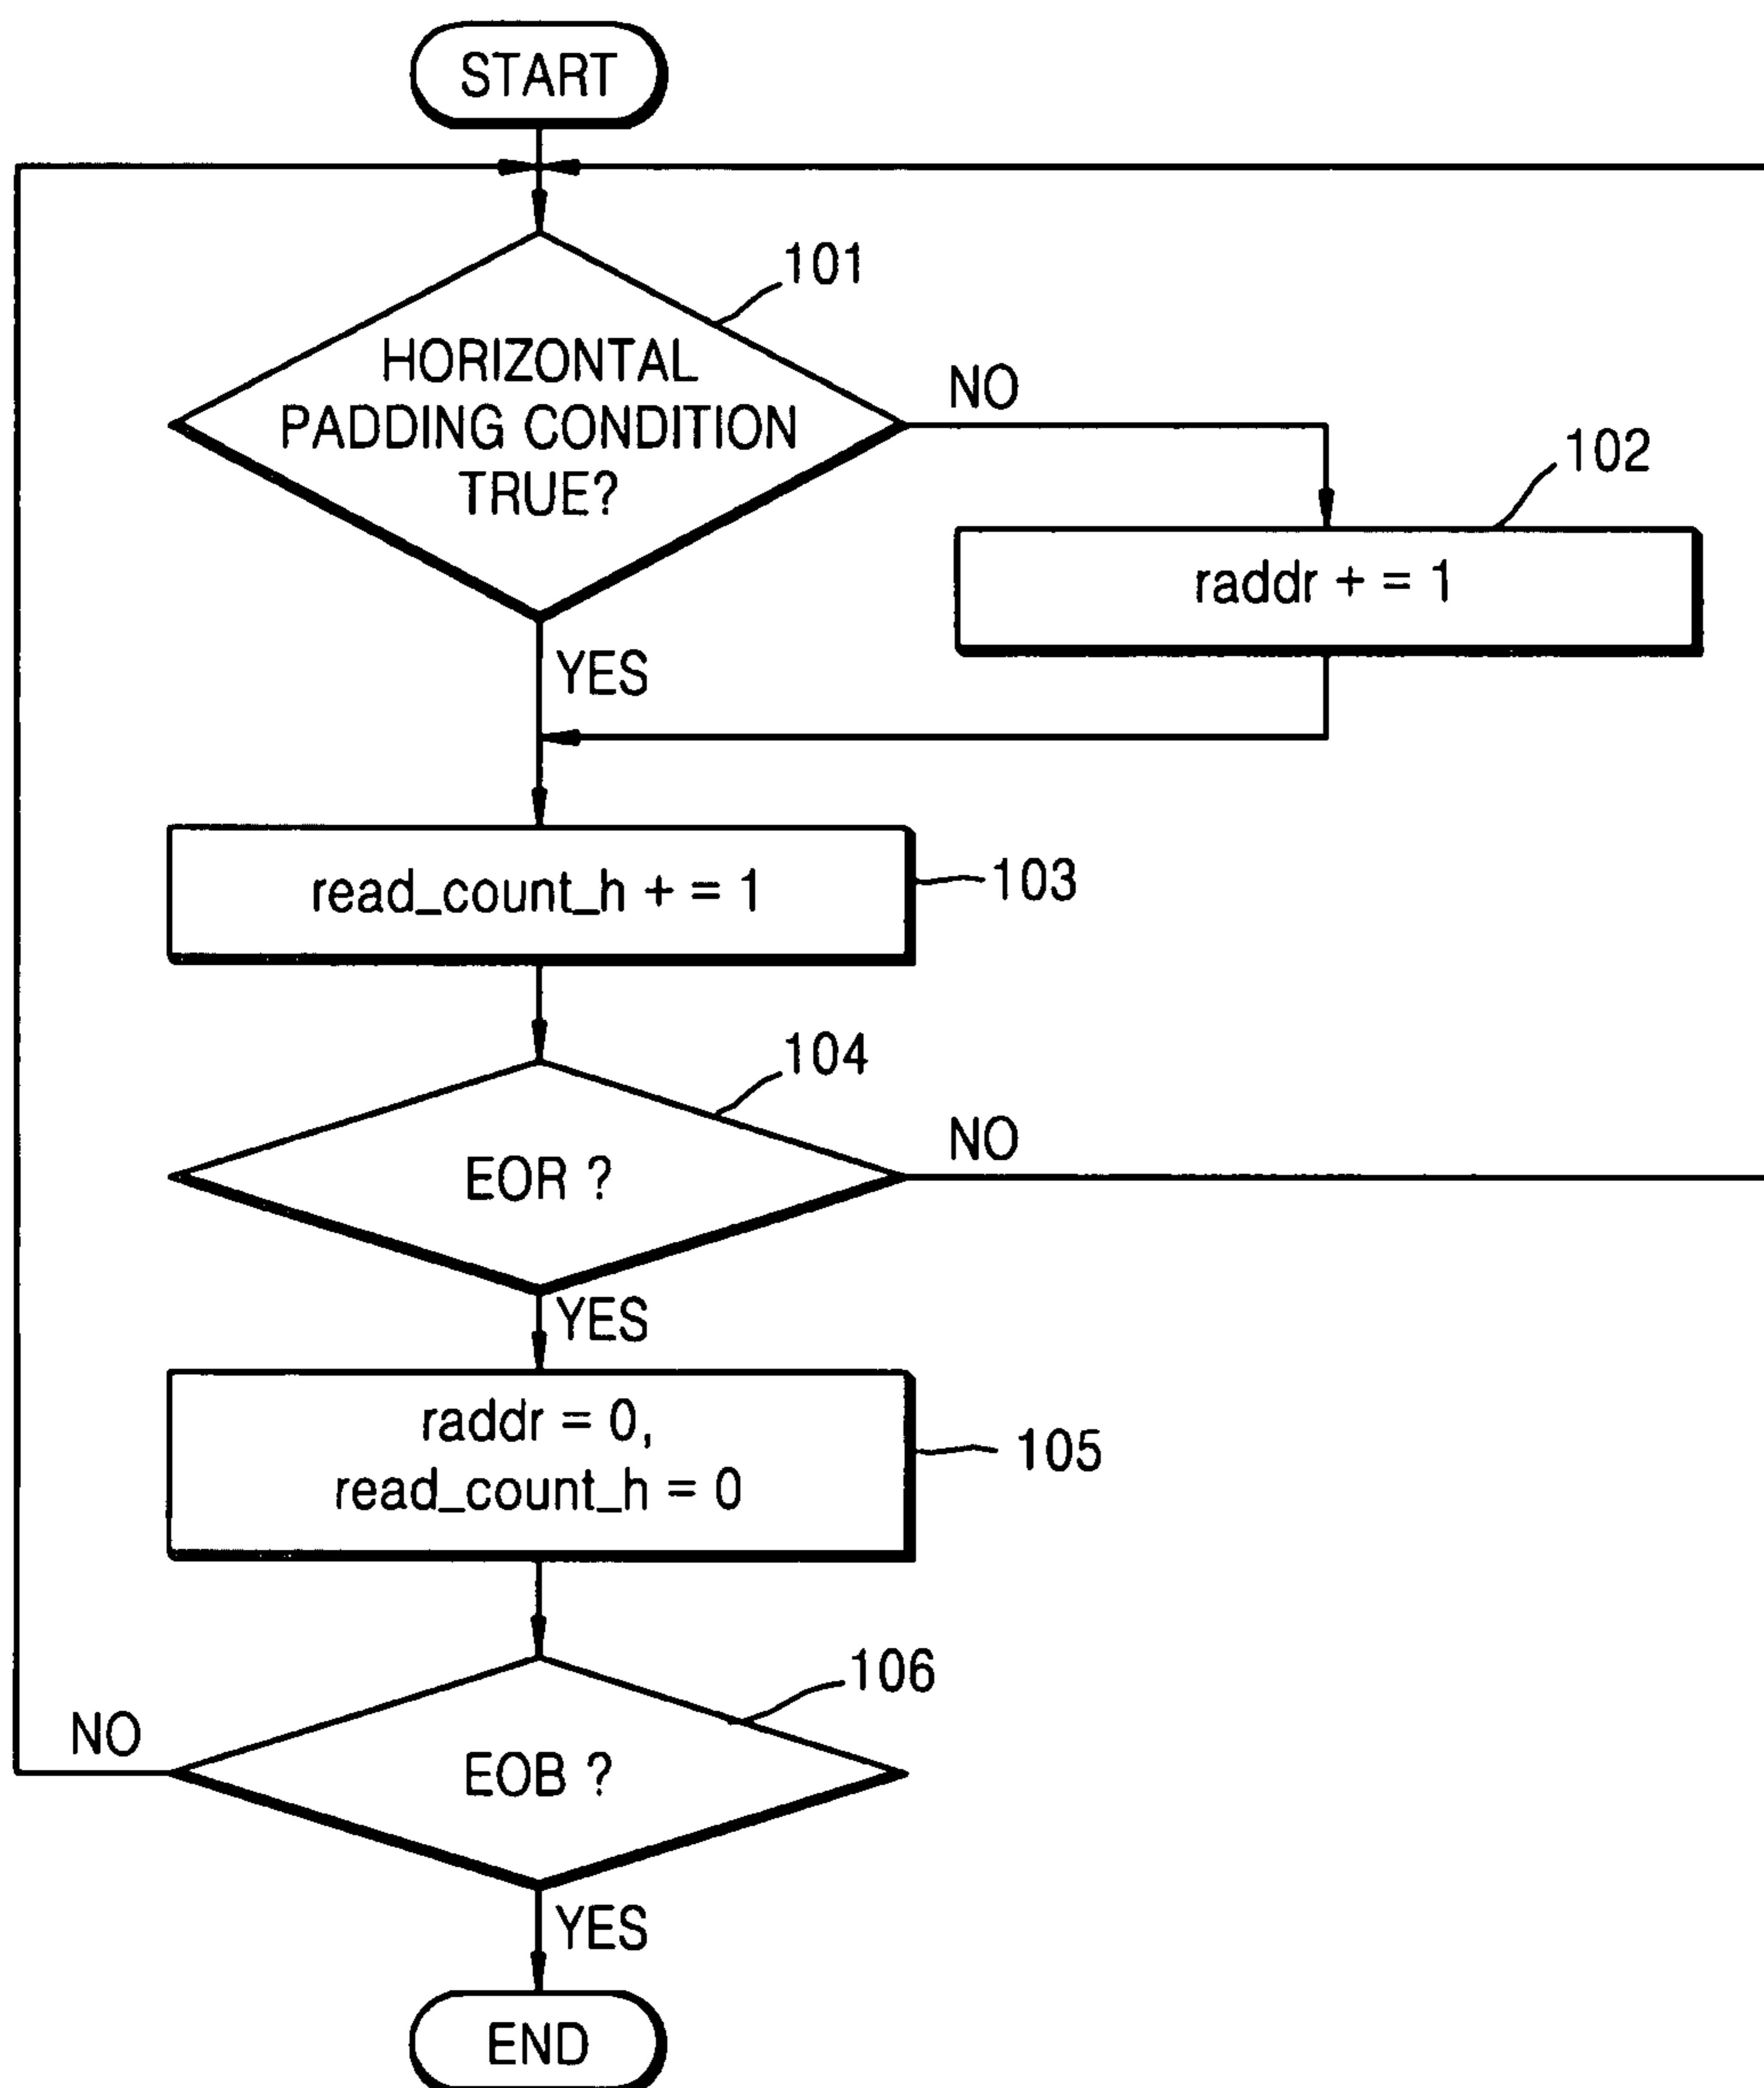 START
101
HORIZONTAL
PADDING CONDITION
TRUE?
NO
102
raddr + = 1
YES
read_count_h + = 1
103
104
EOR ?
NO
YES
raddr = 0,
read_count_h = 0
105
106
EOB ?
NO
YES
END